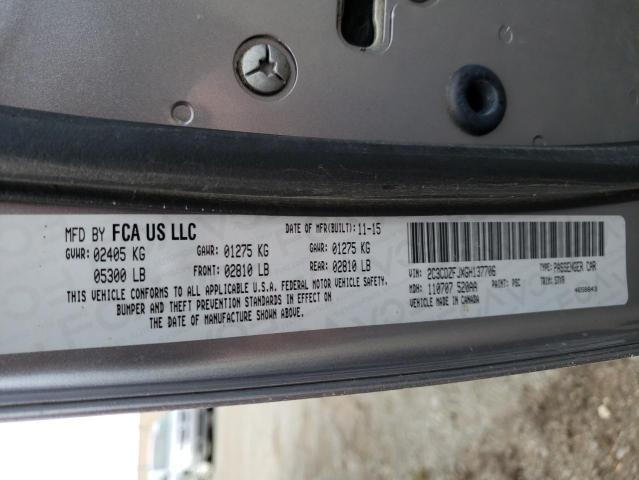 MFD BY FCA US LLC
DATE OF MFR(BUILT): 11-15
GVWR: 02405 KG
GAWR: 01275 KG
GAWR: 01275 KG
05300 LB
FRONT: 02810 LB
REAR: 02810 LB
THIS VEHICLE CONFORMS TO ALL APPLICABLE U.S.A. FEDERAL MOTOR VEHICLE SAFETY,
BUMPER AND THEFT PREVENTION STANDARDS IN EFFECT ON
THE DATE OF MANUFACTURE SHOWN ABOVE.
VIN: 2C3CDZFJXGH137706
TYPE: PASSENGER CAR
MDH: 110707 520AA
PAINT: PSC
TRIM: STX9
VEHICLE MADE IN CANADA